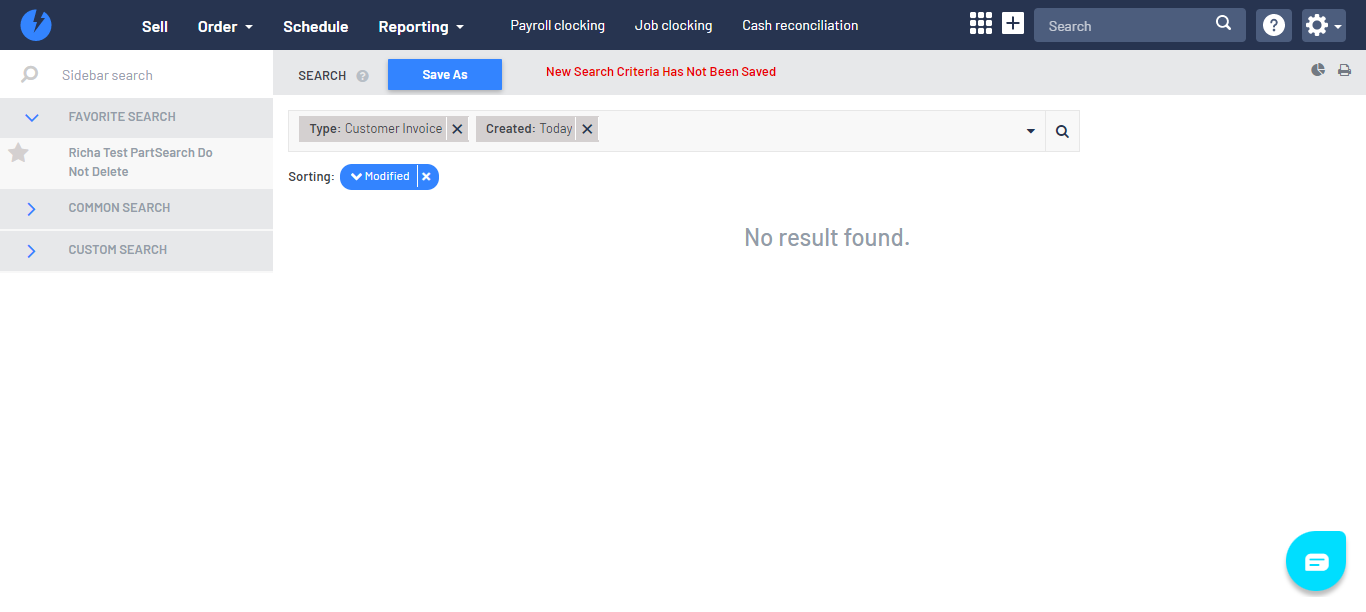 Sell Order Schedule Reporting Payroll clocking Job clocking Cash reconciliation Search
Sidebar search
SEARCH Save As New Search Criteria Has Not Been Saved
FAVORITE SEARCH
Richa Test PartSearch Do
Not Delete
COMMON SEARCH
CUSTOM SEARCH
Type: Customer Invoice Created: Today
Sorting: Modified
No result found.